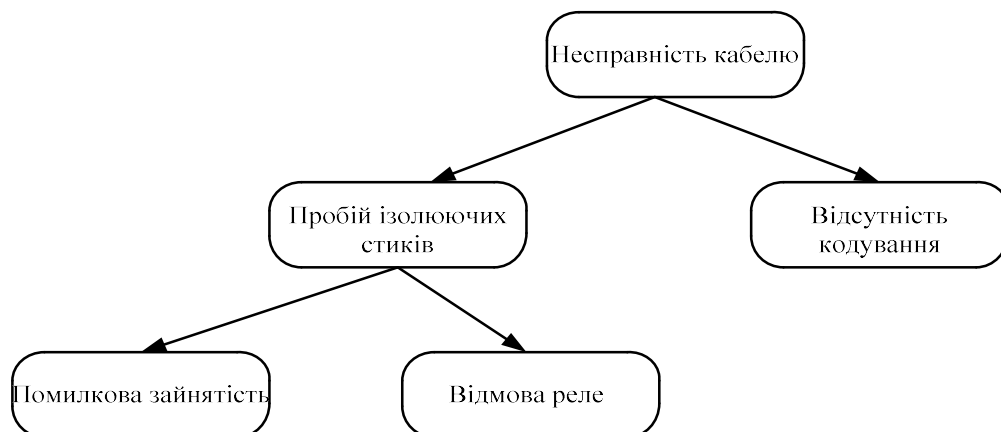 Несправність кабелю
Пробій ізолюючих
стиків
Відсутність
кодування
Помилкова зайнятість
Відмова реле